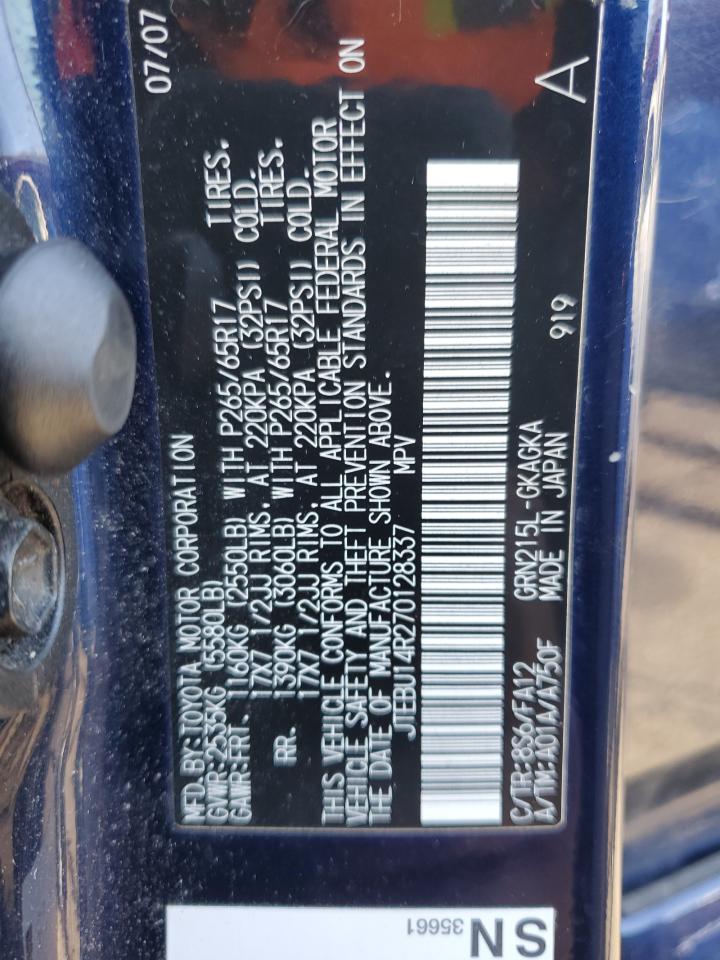 MFD.BY:TOYOTA MOTOR CORPORATION 07/07
GVWR:2535KG (5580LB)
GAWR:FRT. 1160KG (2550LB) WITH P265/65R17 TIRES.
17X7 1/2JJ RIMS, AT 220KPA (32PSI) COLD.
RR. 1390KG (3060LB) WITH P265/65R17 TIRES.
17X7 1/2JJ RIMS, AT 220KPA (32PSI) COLD.
THIS VEHICLE CONFORMS TO ALL APPLICABLE FEDERAL MOTOR
VEHICLE SAFETY AND THEFT PREVENTION STANDARDS IN EFFECT ON
THE DATE OF MANUFACTURE SHOWN ABOVE.
JTEBU14R270128337 MPV
C/TR:8S6/FA12 GRN215L-GKAGKA 919
A/TM:A01A/A750F MADE IN JAPAN A
SN
35661